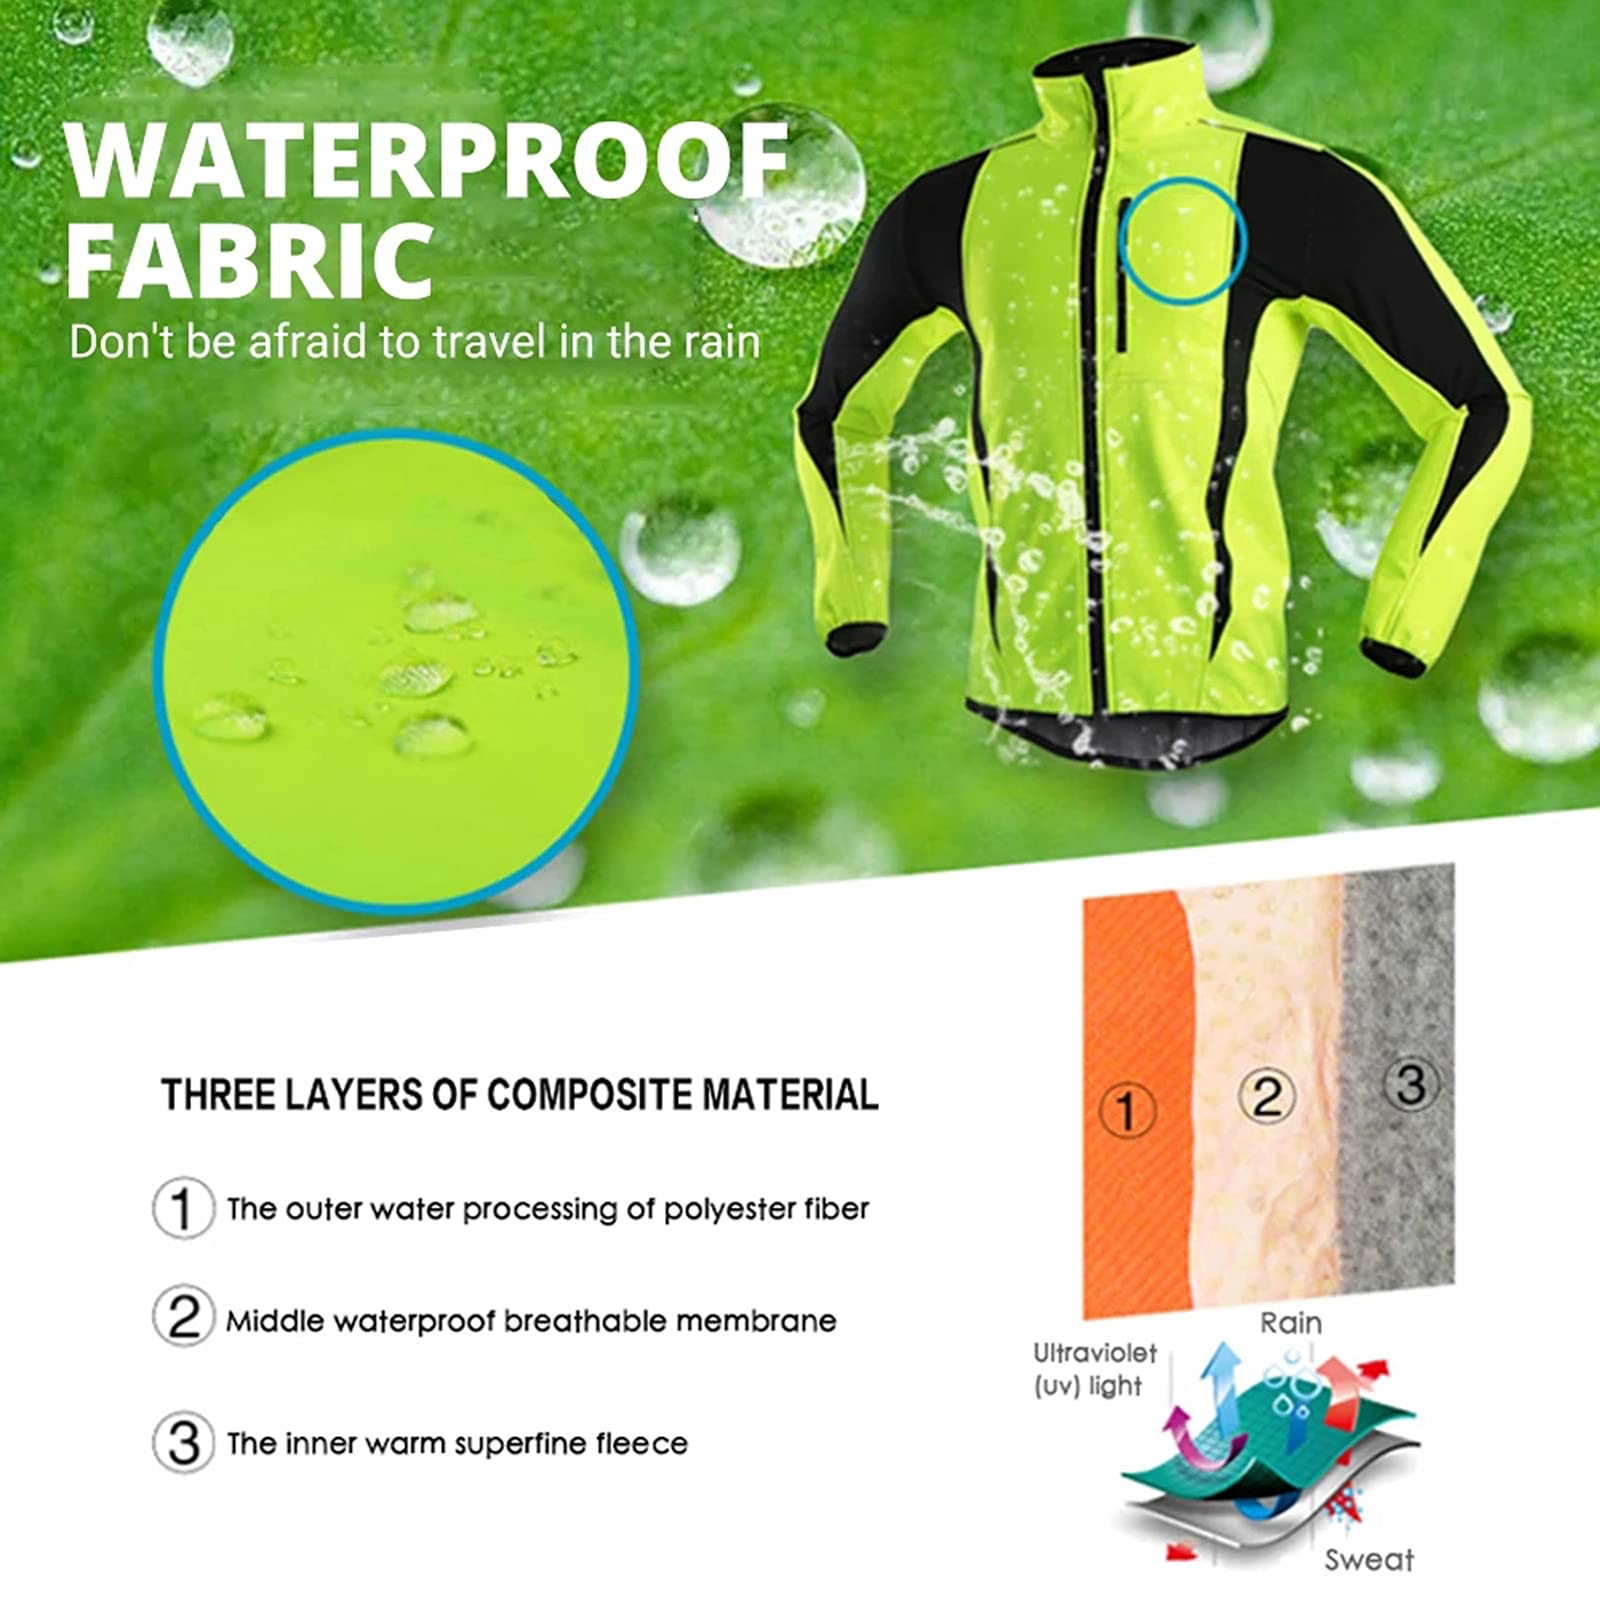 WATERPROOF
FABRIC
Don't be afraid to travel in the rain
THREE LAYERS OF COMPOSITE MATERIAL
1 The outer water processing of polyester fiber
2 Middle waterproof breathable membrane
3 The inner warm superfine fleece
1
2
3
Rain
Ultraviolet
(uv) light
Sweat